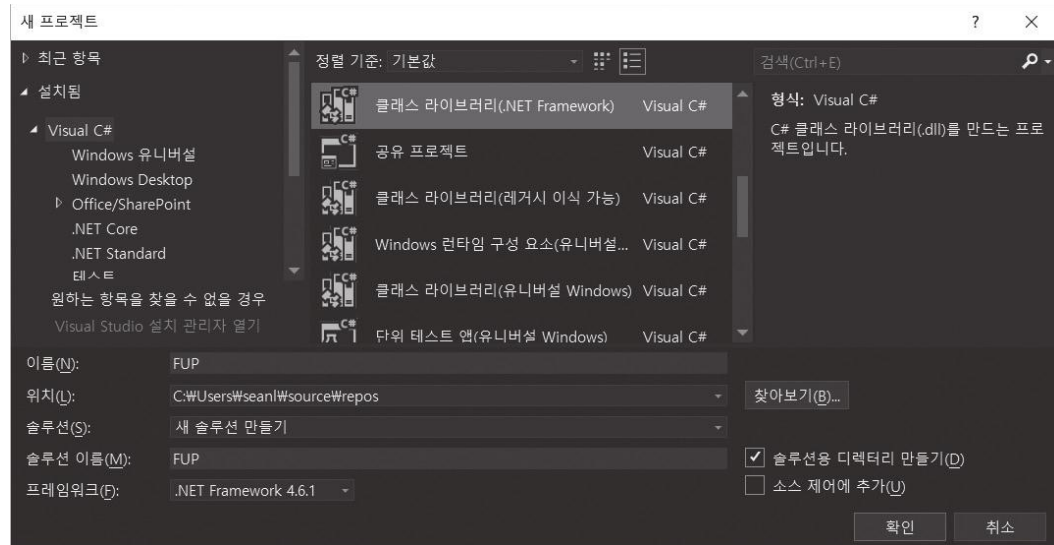 새 프로젝트
? ×
최근 항목
설치됨
Visual C#
Windows 유니버설
Windows Desktop
Office/SharePoint
.NET Core
.NET Standard
테스트
원하는 항목을 찾을 수 없을 경우
Visual Studio 설치 관리자 열기
정렬 기준: 기본값
클래스 라이브러리(.NET Framework) Visual C#
공유 프로젝트 Visual C#
클래스 라이브러리(레거시 이식 가능) Visual C#
Windows 런타임 구성 요소(유니버설... Visual C#
클래스 라이브러리(유니버설 Windows) Visual C#
단위 테스트 앱(유니버설 Windows) Visual C#
검색(Ctrl+E)
형식: Visual C#
C# 클래스 라이브러리(.dll)를 만드는 프로
젝트입니다.
이름(N): FUP
위치(L): C:₩Users₩seanl₩source₩repos 찾아보기(B)...
솔루션(S): 새 솔루션 만들기
솔루션 이름(M): FUP 솔루션용 디렉터리 만들기(D)
프레임워크(F): .NET Framework 4.6.1 소스 제어에 추가(U)
확인 취소